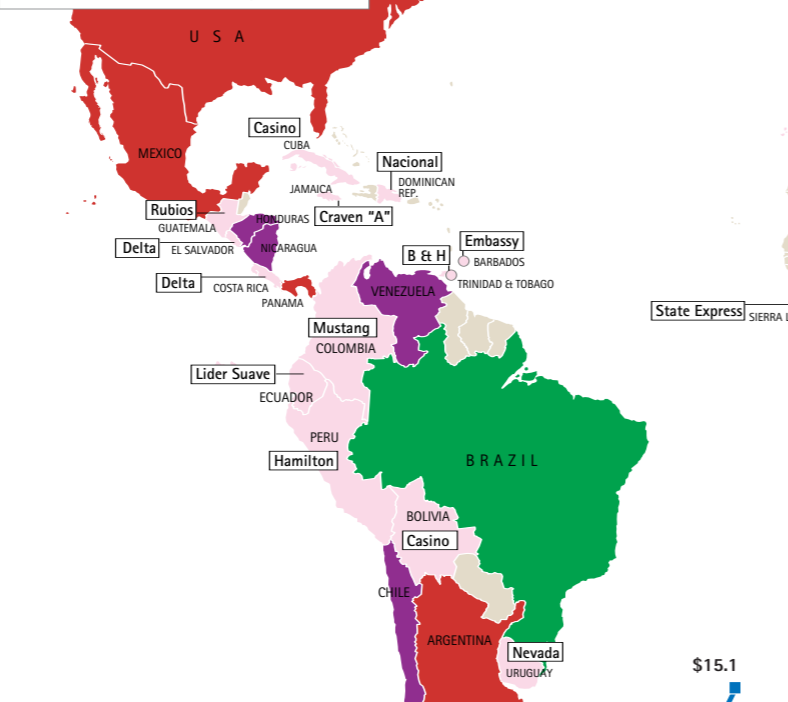 U S A
Casino
CUBA
MEXICO
Nacional
DOMINICAN
REP.
JAMAICA
Rubios
Craven "A"
HONDURAS
GUATEMALA
Delta
EL SALVADOR
NICARAGUA
Embassy
B & H
BARBADOS
Delta
COSTA RICA
TRINIDAD & TOBAGO
VENEZUELA
PANAMA
State Express
SIERRA L
Mustang
COLOMBIA
Lider Suave
ECUADOR
PERU
Hamilton
BRAZIL
BOLIVIA
Casino
CHILE
ARGENTINA
Nevada
URUGUAY
$15.1